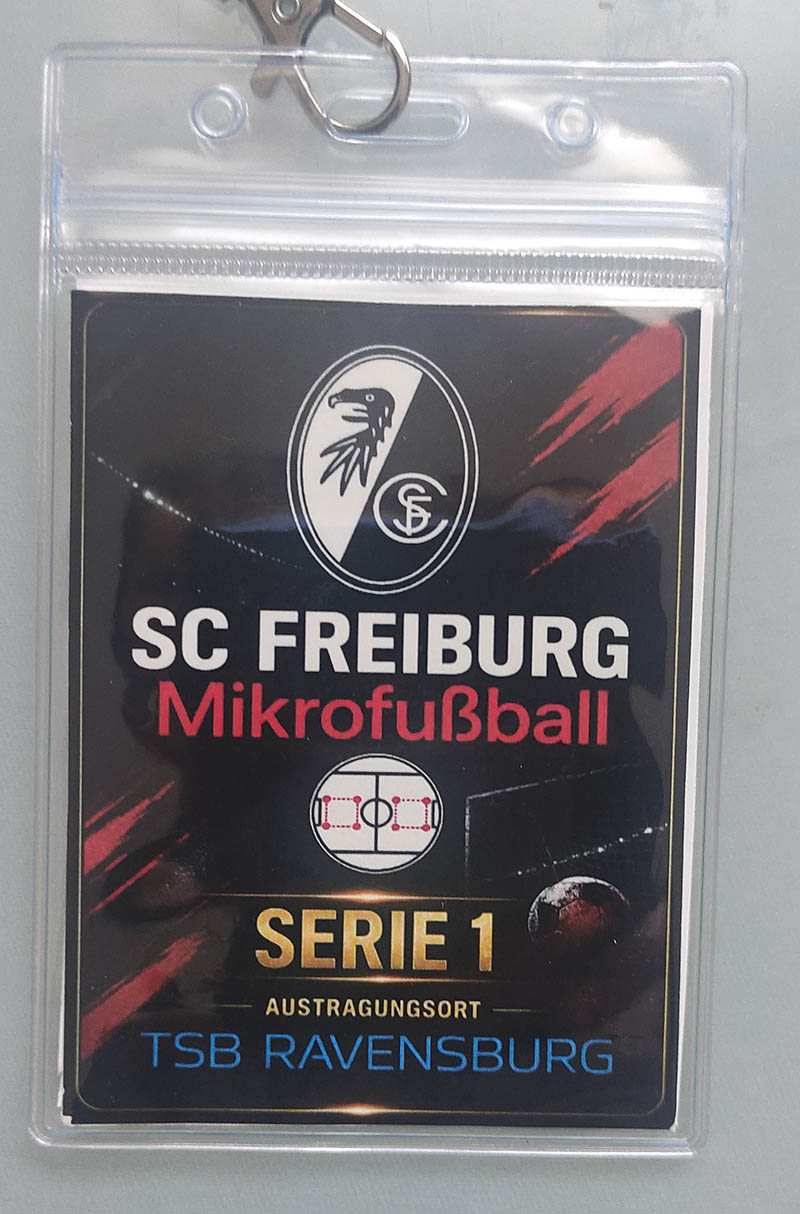 SCF
SC FREIBURG
Mikrofußball
SERIE 1
AUSTRAGUNGSORT
TSB RAVENSBURG